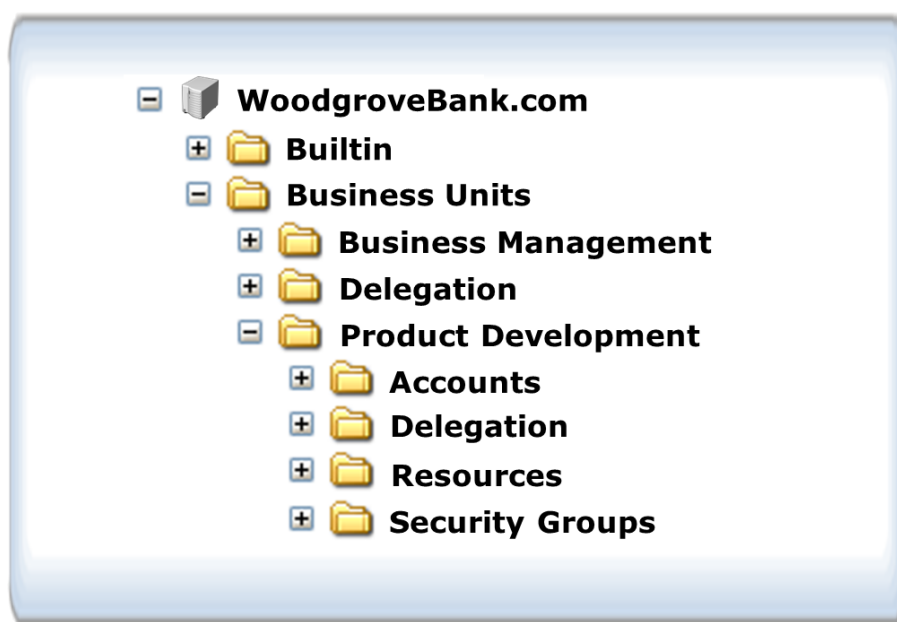 WoodgroveBank.com
Builtin
Business Units
Business Management
Delegation
Product Development
Accounts
Delegation
Resources
Security Groups